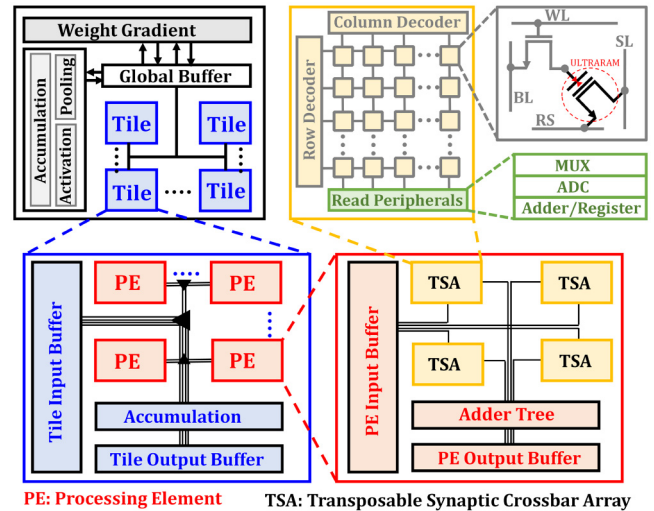 Weight Gradient
Global Buffer
Accumulation
Pooling
Activation
Tile
Tile
Tile
Tile
Column Decoder
Row Decoder
Read Peripherals
WL
SL
ULTRARAM
BL
RS
MUX
ADC
Adder/Register
Tile Input Buffer
PE
PE
PE
PE
Accumulation
Tile Output Buffer
PE Input Buffer
TSA
TSA
TSA
TSA
Adder Tree
PE Output Buffer
PE: Processing Element
TSA: Transposable Synaptic Crossbar Array